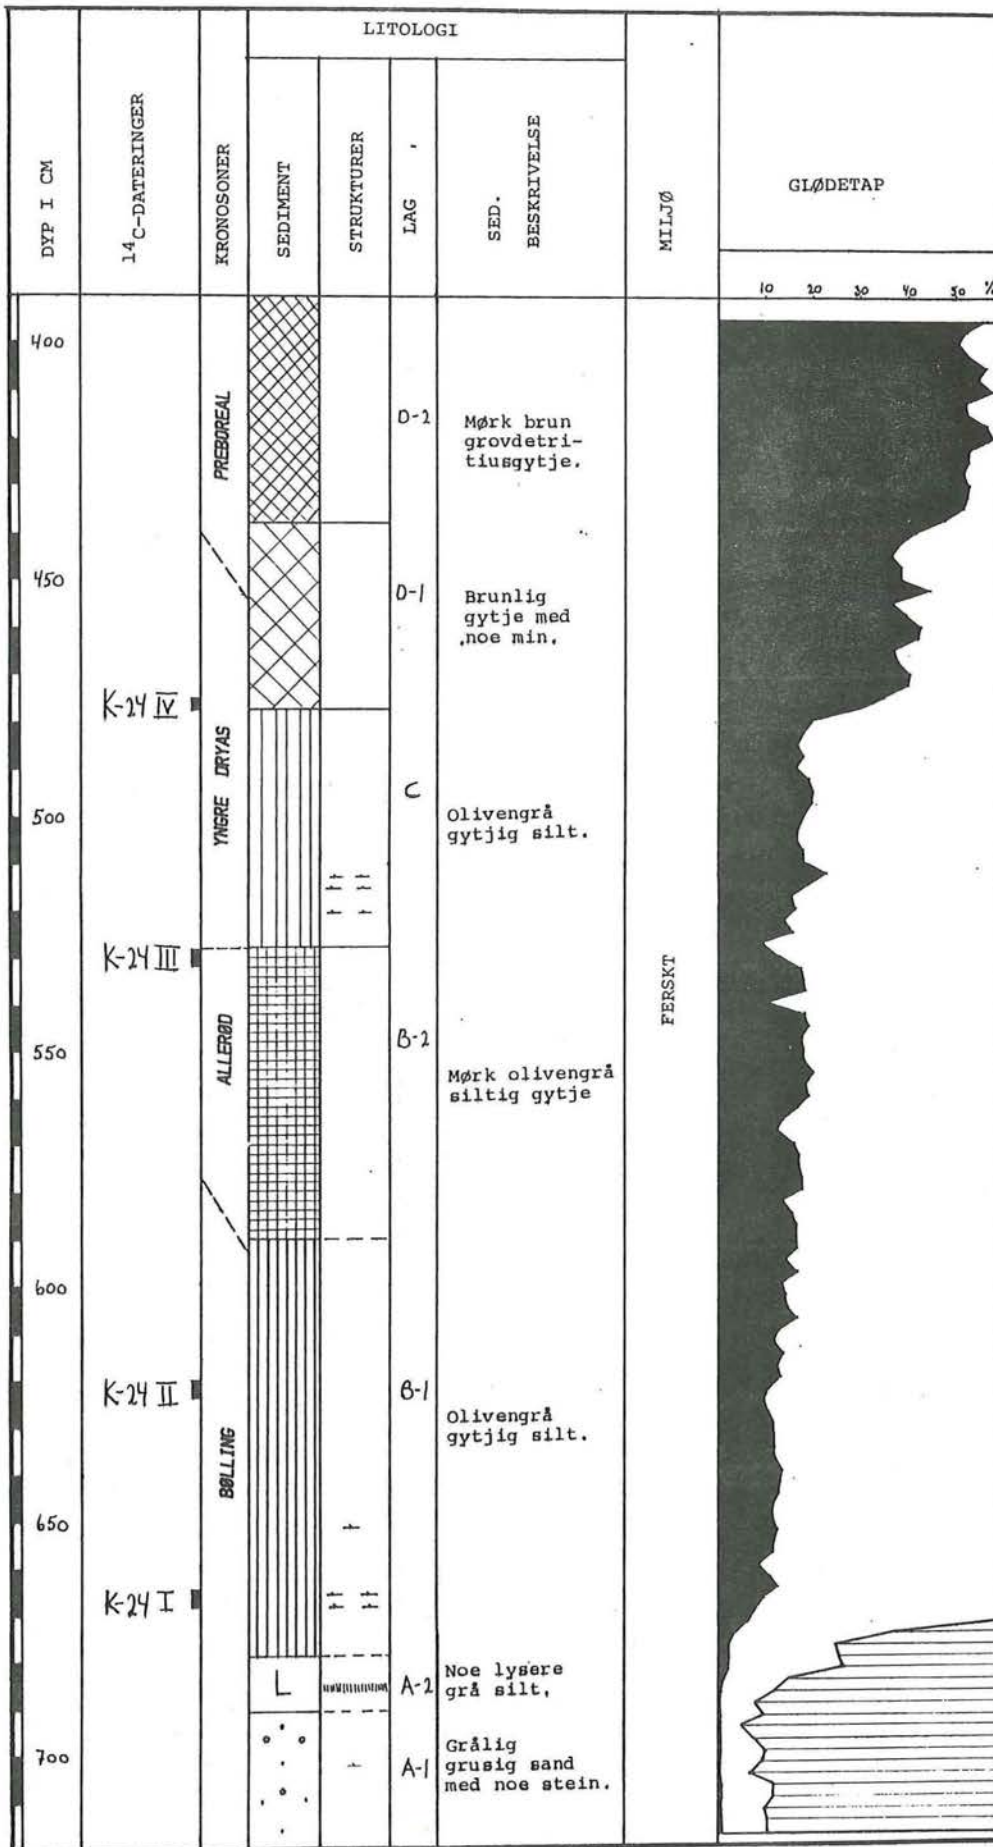 LITOLOGI
DYP I CM
14C-DATERINGER
KRONOSONER
SEDIMENT
STRUKTURER
LAG
SED.
BESKRIVELSE
MILJØ
GLØDETAP
10 20 30 40 50 %
400
PREBOREAL
D-2
Mørk brun
grovdetri-
tiusgytje.
450
D-1
Brunlig
gytje med
noe min.
K-24 IV
YNGRE DRYAS
C
500
Olivengrå
gytjig silt.
K-24 III
FERSKT
ALLERØD
B-2
550
Mørk olivengrå
siltig gytje
600
K-24 II
B-1
Olivengrå
gytjig silt.
BØLLING
650
K-24 I
L
A-2
Noe lysere
grå silt.
700
A-1
Grålig
grusig sand
med noe stein.